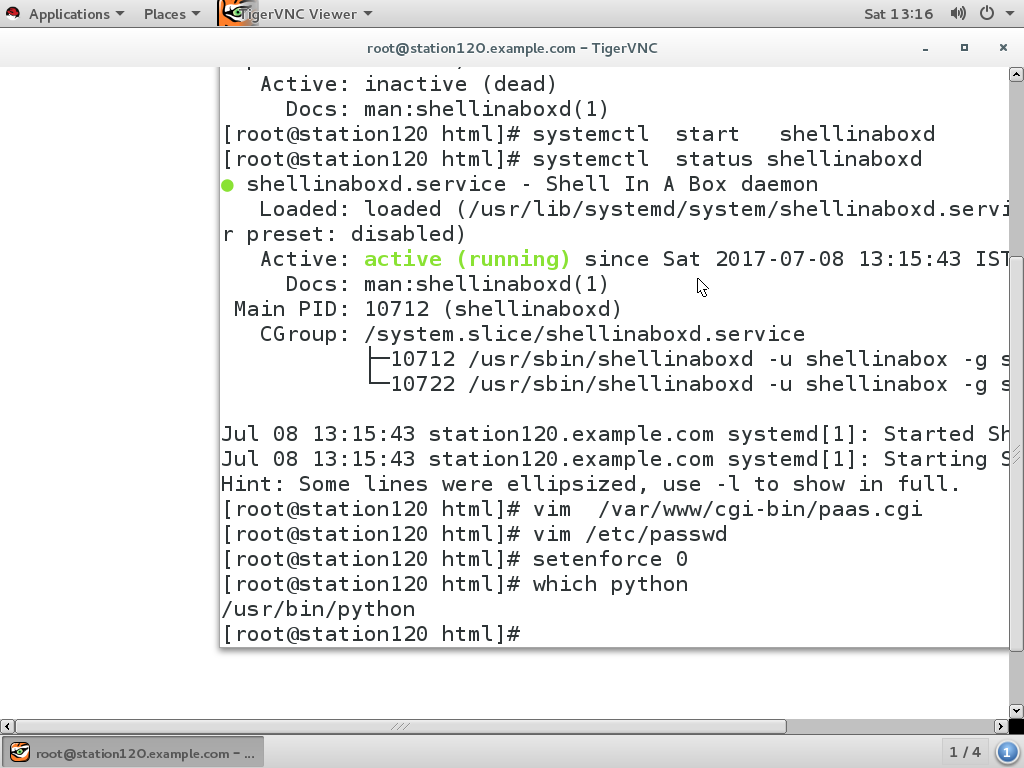 Applications Places TigerVNC Viewer Sat 13:16
root@station120.example.com - TigerVNC
Active: inactive (dead)
Docs: man:shellinaboxd(1)
[root@station120 html]# systemctl  start   shellinaboxd
[root@station120 html]# systemctl  status shellinaboxd
● shellinaboxd.service - Shell In A Box daemon
Loaded: loaded (/usr/lib/systemd/system/shellinaboxd.servi
r preset: disabled)
Active: active (running) since Sat 2017-07-08 13:15:43 IST
Docs: man:shellinaboxd(1)
Main PID: 10712 (shellinaboxd)
CGroup: /system.slice/shellinaboxd.service
├─10712 /usr/sbin/shellinaboxd -u shellinabox -g s
└─10722 /usr/sbin/shellinaboxd -u shellinabox -g s
Jul 08 13:15:43 station120.example.com systemd[1]: Started Sh
Jul 08 13:15:43 station120.example.com systemd[1]: Starting S
Hint: Some lines were ellipsized, use -l to show in full.
[root@station120 html]# vim  /var/www/cgi-bin/paas.cgi
[root@station120 html]# vim /etc/passwd
[root@station120 html]# setenforce 0
[root@station120 html]# which python
/usr/bin/python
[root@station120 html]#
root@station120.example.com - ... 1 / 4 1